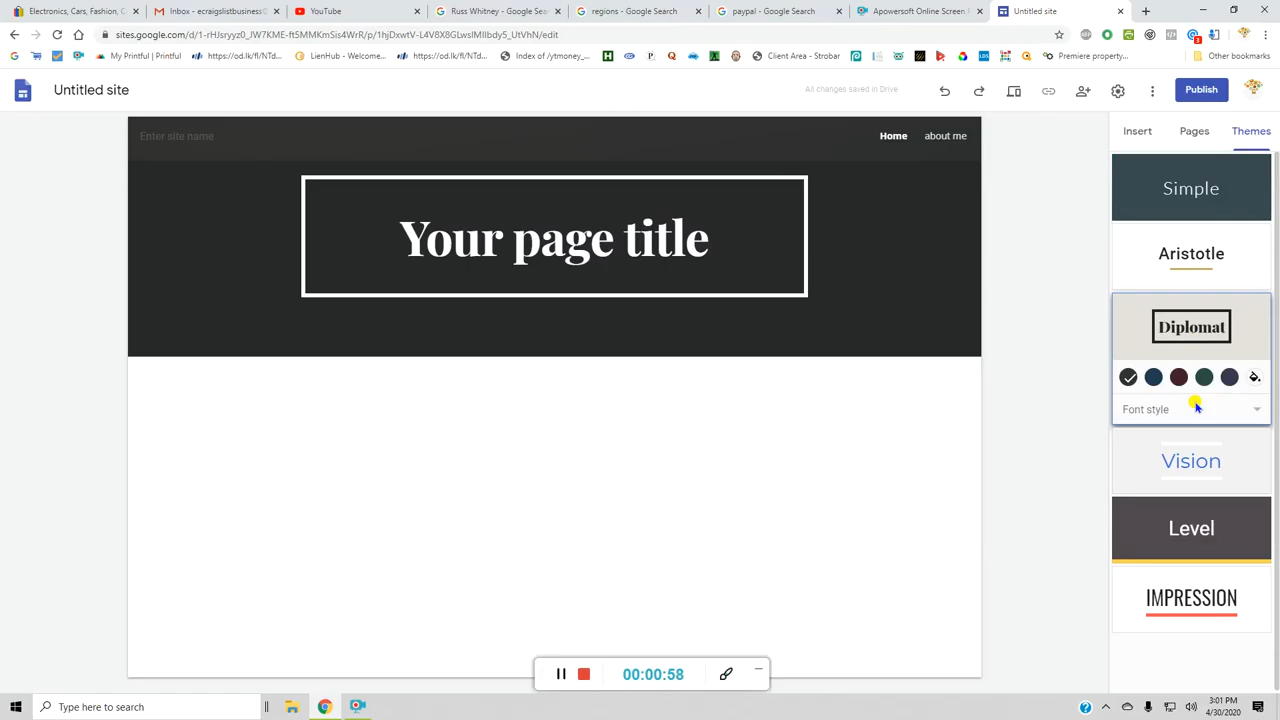 Electronics, Cars, Fashion, C
Inbox - ecraigslistbusiness
YouTube
Russ Whitney - Google Sear
regions - Google Search
paypal - Google Search
Apowersoft Online Screen R
Untitled site
sites.google.com/d/1-rHJsryyz0_JW7KME-ft5MMKmSis4WrR/p/1hjDxwtV-L4V8X8GLwsIMlIbdy5_UtVhN/edit
My Printful | Printful
https://od.lk/fl/NTd...
LienHub - Welcome...
https://od.lk/fl/NTd...
Index of /vtmoney_...
Client Area - Strobar
Premiere property...
Other bookmarks
Untitled site
All changes saved in Drive
Publish
Enter site name
Home
about me
Your page title
Insert
Pages
Themes
Simple
Aristotle
Diplomat
Font style
Vision
Level
IMPRESSION
00:00:58
Type here to search
3:01 PM
4/30/2020